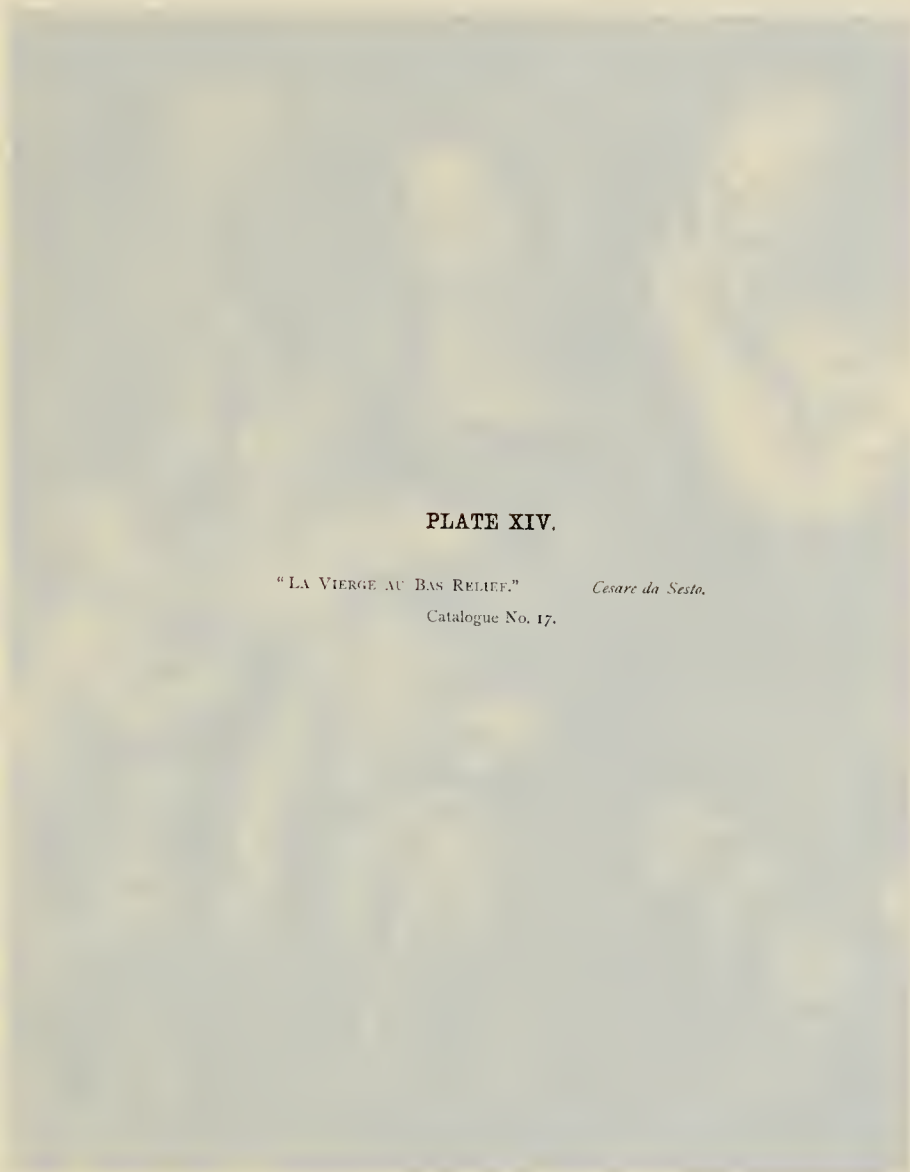 PLATE XIV.
“LA VIERGE AU BAS RELIEF.” Cesare da Sesto.
Catalogue No. 17.